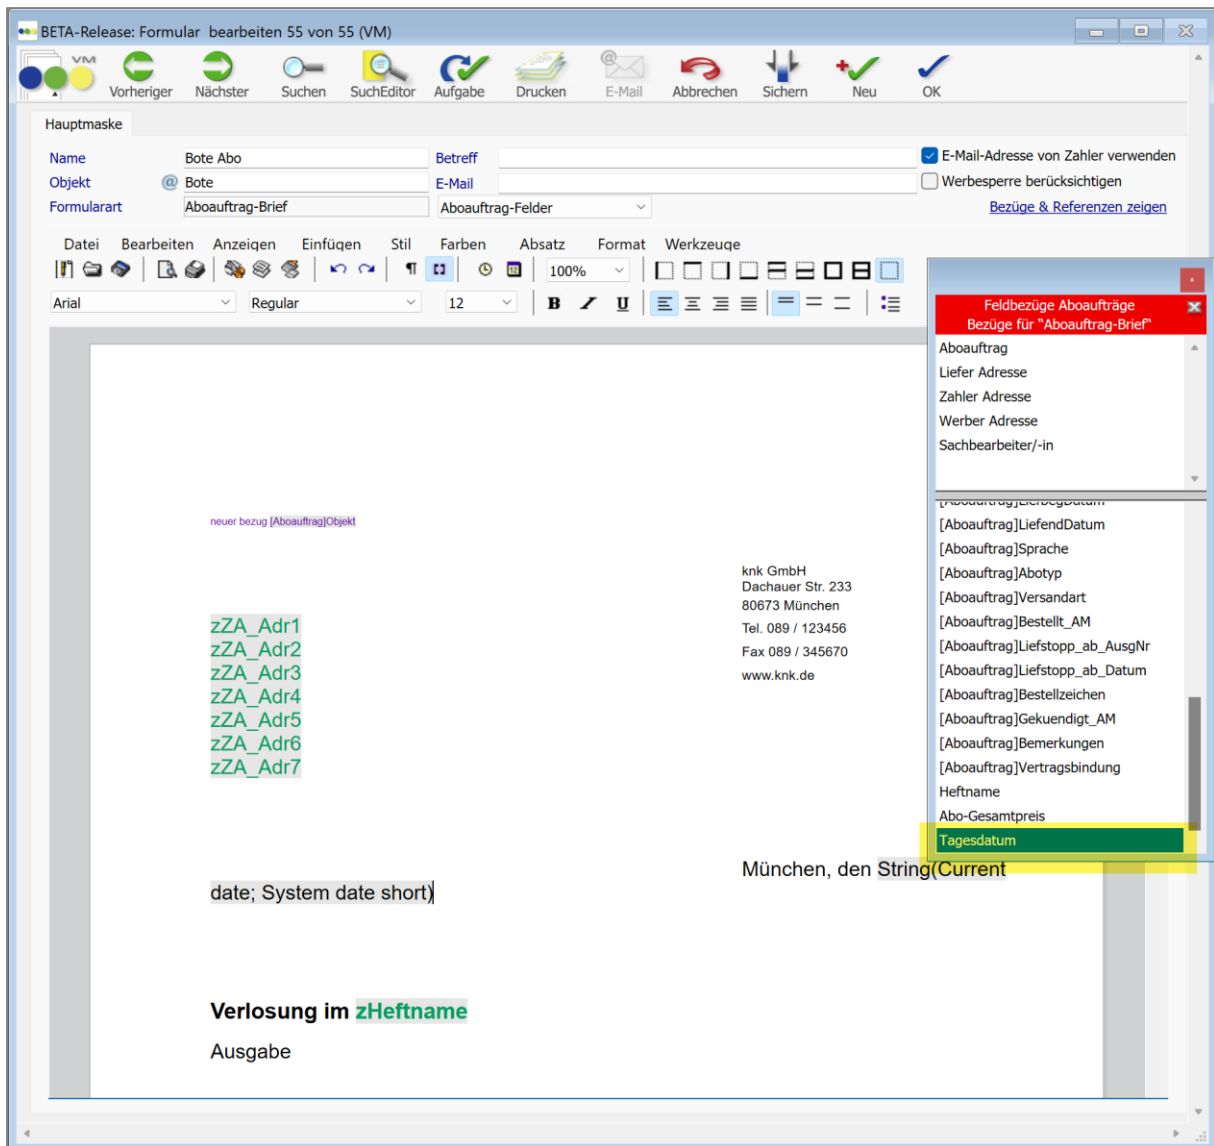 BETA-Release: Formular bearbeiten 55 von 55 (VM)
VM
Vorheriger Nächster Suchen SuchEditor Aufgabe Drucken E-Mail Abbrechen Sichern Neu OK
Hauptmaske
Name Bote Abo Betreff E-Mail-Adresse von Zahler verwenden
Objekt @ Bote E-Mail Werbesperre berücksichtigen
Formularart Aboauftrag-Brief Aboauftrag-Felder Bezüge & Referenzen zeigen
Datei Bearbeiten Anzeigen Einfügen Stil Farben Absatz Format Werkzeuge
100%
Arial Regular 12 B I U
Feldbezüge Aboaufträge
Bezüge für "Aboauftrag-Brief"
Aboauftrag
Liefer Adresse
Zahler Adresse
Werber Adresse
Sachbearbeiter/-in
[Aboauftrag]LiefbegDatum
[Aboauftrag]LiefendDatum
[Aboauftrag]Sprache
[Aboauftrag]Abotyp
[Aboauftrag]Versandart
[Aboauftrag]Bestellt_AM
[Aboauftrag]Liefstopp_ab_AusgNr
[Aboauftrag]Liefstopp_ab_Datum
[Aboauftrag]Bestellzeichen
[Aboauftrag]Gekuendigt_AM
[Aboauftrag]Bemerkungen
[Aboauftrag]Vertragsbindung
Heftname
Abo-Gesamtpreis
Tagesdatum
neuer bezug [Aboauftrag]Objekt
knk GmbH
Dachauer Str. 233
80673 München
Tel. 089 / 123456
Fax 089 / 345670
www.knk.de
zZA_Adr1
zZA_Adr2
zZA_Adr3
zZA_Adr4
zZA_Adr5
zZA_Adr6
zZA_Adr7
München, den String(Current
date; System date short)
Verlosung im zHeftname
Ausgabe